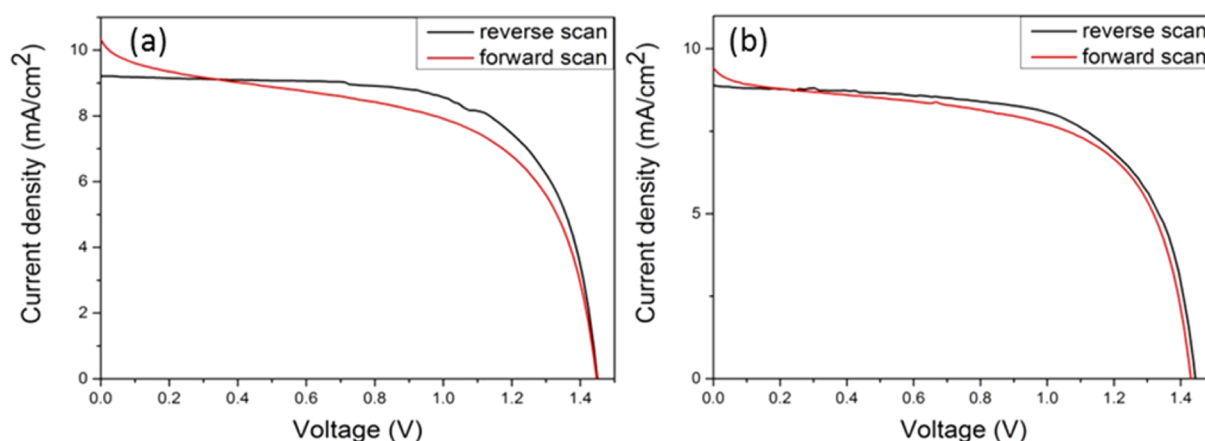 (a)
reverse scan
forward scan
Current density (mA/cm²)
10
8
6
4
2
0
0.0 0.2 0.4 0.6 0.8 1.0 1.2 1.4
Voltage (V)
(b)
reverse scan
forward scan
Current density (mA/cm²)
10
5
0
0.0 0.2 0.4 0.6 0.8 1.0 1.2 1.4
Voltage (V)